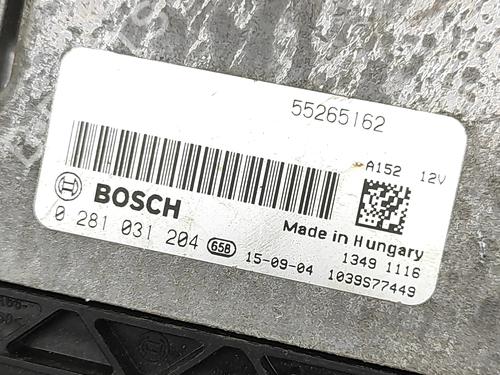 55265162
A152 12V
BOSCH
0 281 031 204 658
Made in Hungary
1349 1116
15-09-04 1039S77449